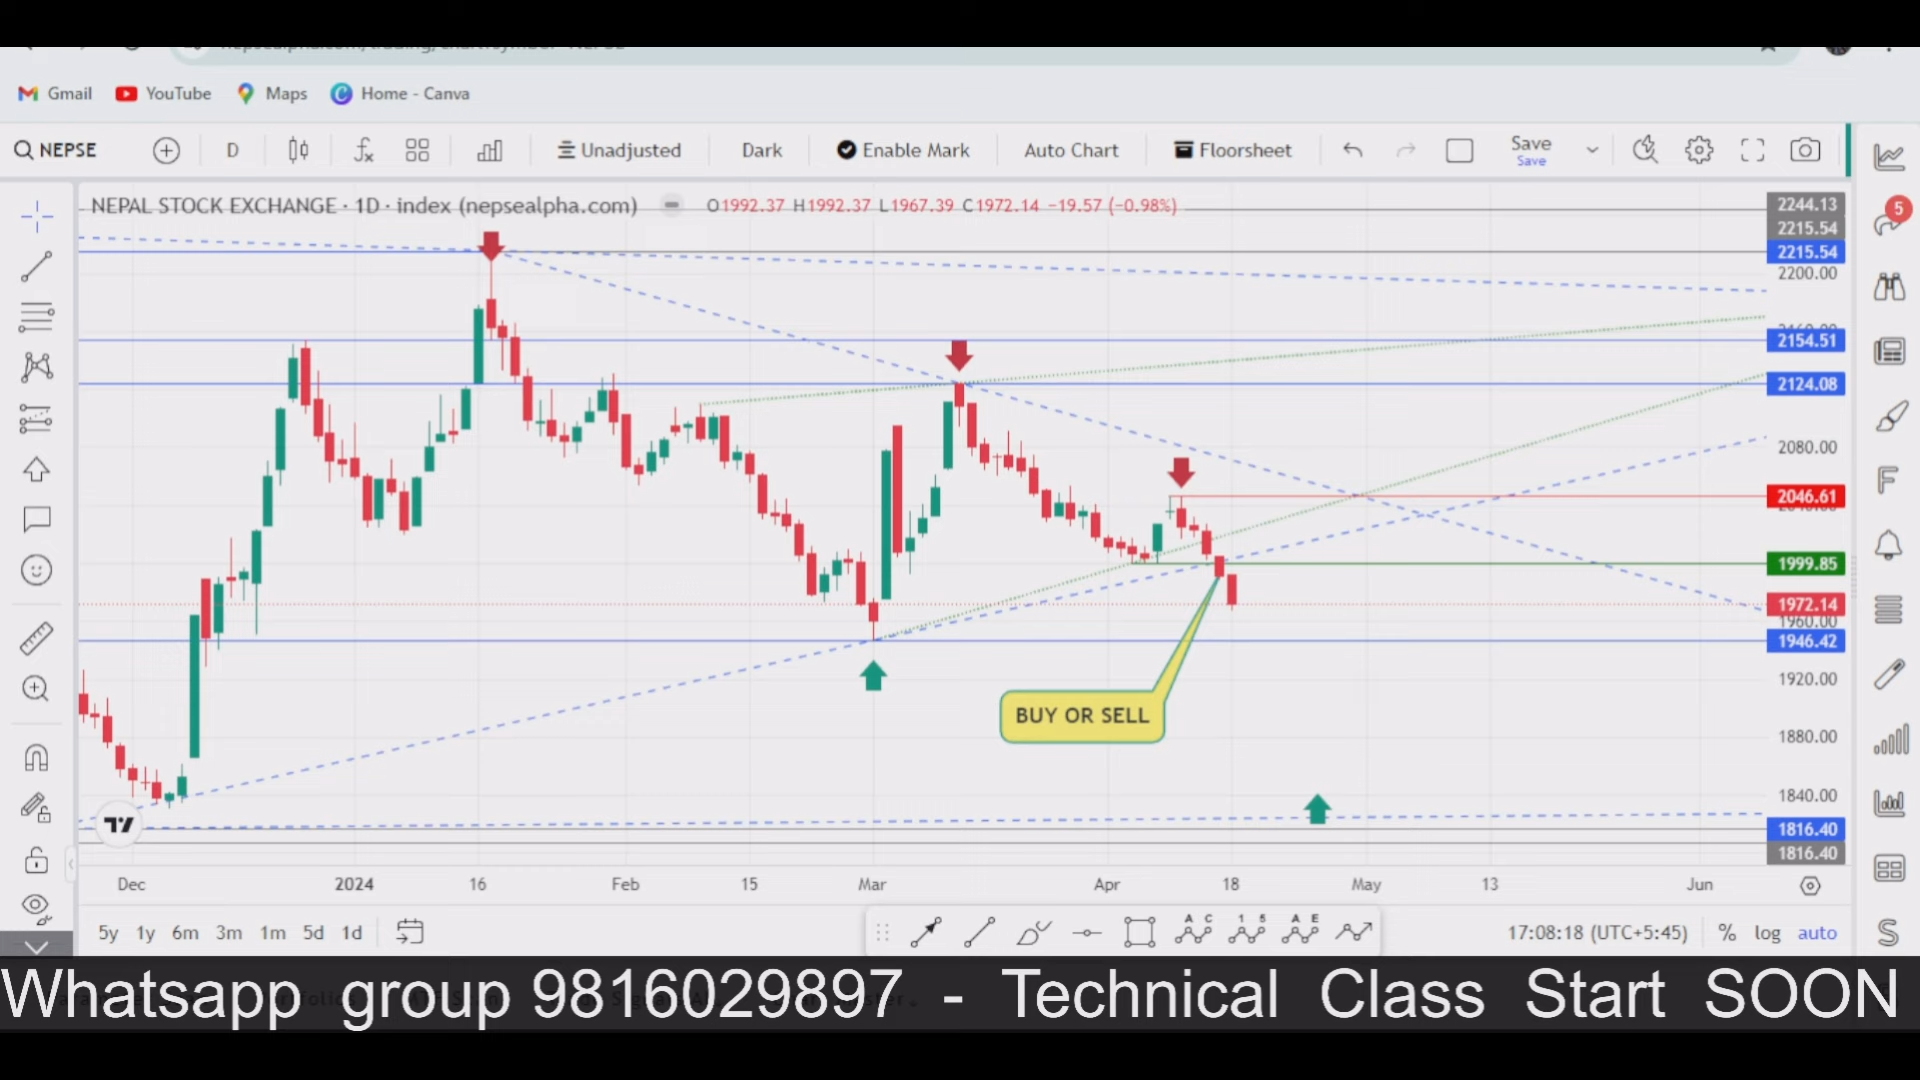 Gmail YouTube Maps Home - Canva
NEPSE D Unadjusted Dark Enable Mark Auto Chart Floorsheet Save
Save
NEPAL STOCK EXCHANGE · 1D · index (nepsealpha.com) O1992.37 H1992.37 L1967.39 C1972.14 −19.57 (−0.98%)
2244.13
5
2215.54
2215.54
2200.00
2154.51
2124.08
2080.00
2046.61
1999.85
1972.14
1960.00
1946.42
1920.00
BUY OR SELL
1880.00
1840.00
1816.40
1816.40
Dec 2024 16 Feb 15 Mar Apr 18 May 13 Jun
5y 1y 6m 3m 1m 5d 1d 17:08:18 (UTC+5:45) % log auto
Whatsapp group 9816029897 - Technical Class Start SOON